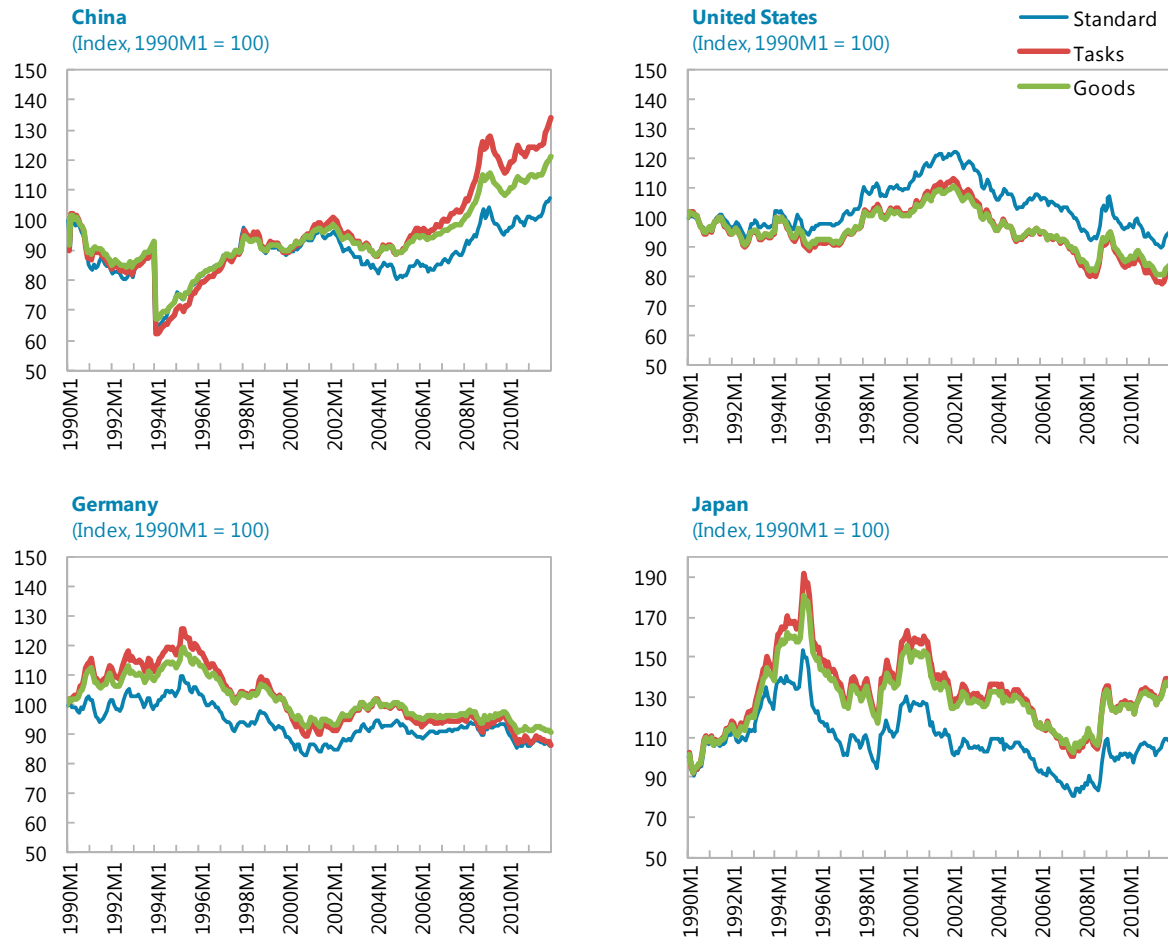 China
(Index, 1990M1 = 100)
150
140
130
120
110
100
90
80
70
60
50
1990M1
1992M1
1994M1
1996M1
1998M1
2000M1
2002M1
2004M1
2006M1
2008M1
2010M1
United States
(Index, 1990M1 = 100)
Standard
Tasks
Goods
150
140
130
120
110
100
90
80
70
60
50
1990M1
1992M1
1994M1
1996M1
1998M1
2000M1
2002M1
2004M1
2006M1
2008M1
2010M1
Germany
(Index, 1990M1 = 100)
150
140
130
120
110
100
90
80
70
60
50
1990M1
1992M1
1994M1
1996M1
1998M1
2000M1
2002M1
2004M1
2006M1
2008M1
2010M1
Japan
(Index, 1990M1 = 100)
190
170
150
130
110
90
70
50
1990M1
1992M1
1994M1
1996M1
1998M1
2000M1
2002M1
2004M1
2006M1
2008M1
2010M1